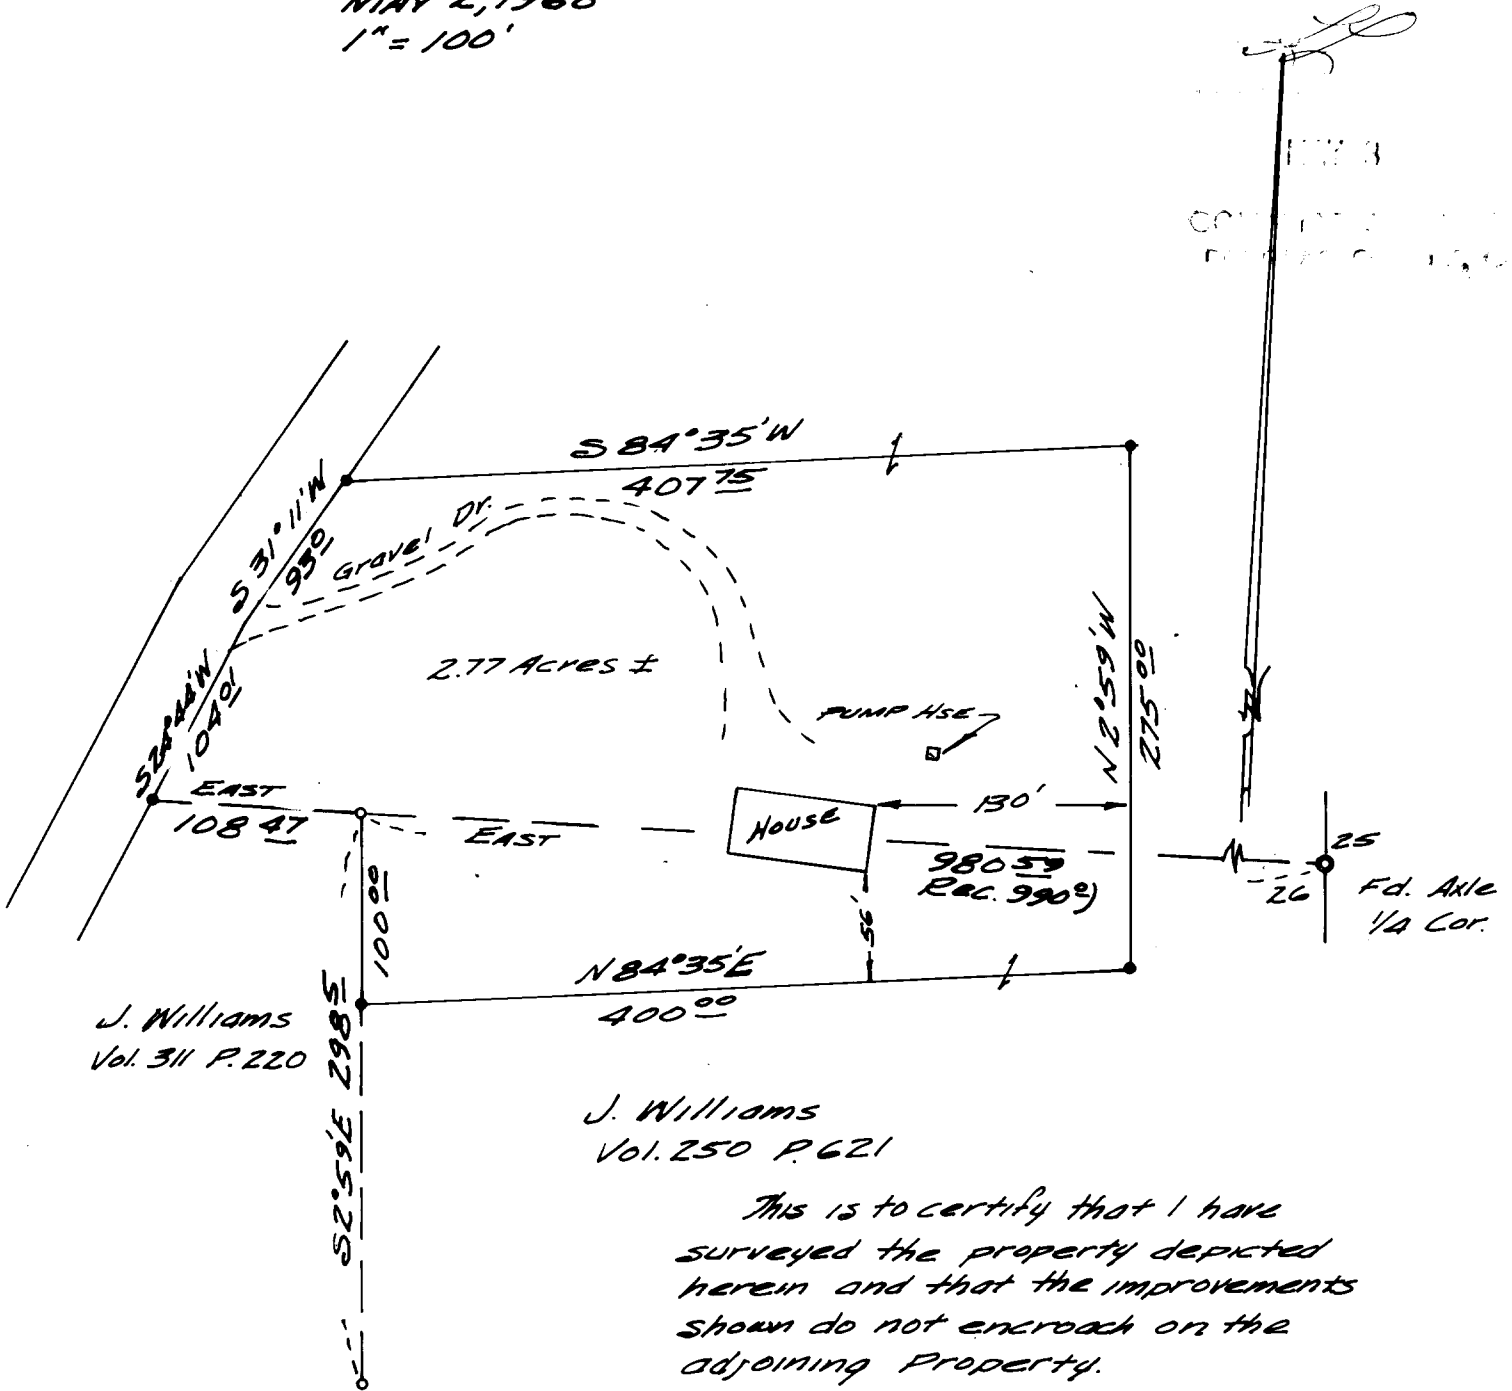 1" = 100'
S 84°35'W
407 75
S 31°11'W
93 0
Gravel Dr.
2.77 Acres ±
104 01
PUMP HSE
N 2°59'W
275 00
EAST
108 47
EAST
House
130'
980 59
Rec. 990 0)
25
26
Fd. Axle
1/4 Cor.
56'
100 00
N 84°35'E
400 00
S 2°59'E 298 5
J. Williams
Vol. 311 P. 220
J. Williams
Vol. 250 P. 621
This is to certify that I have
surveyed the property depicted
herein and that the improvements
shown do not encroach on the
adjoining Property.